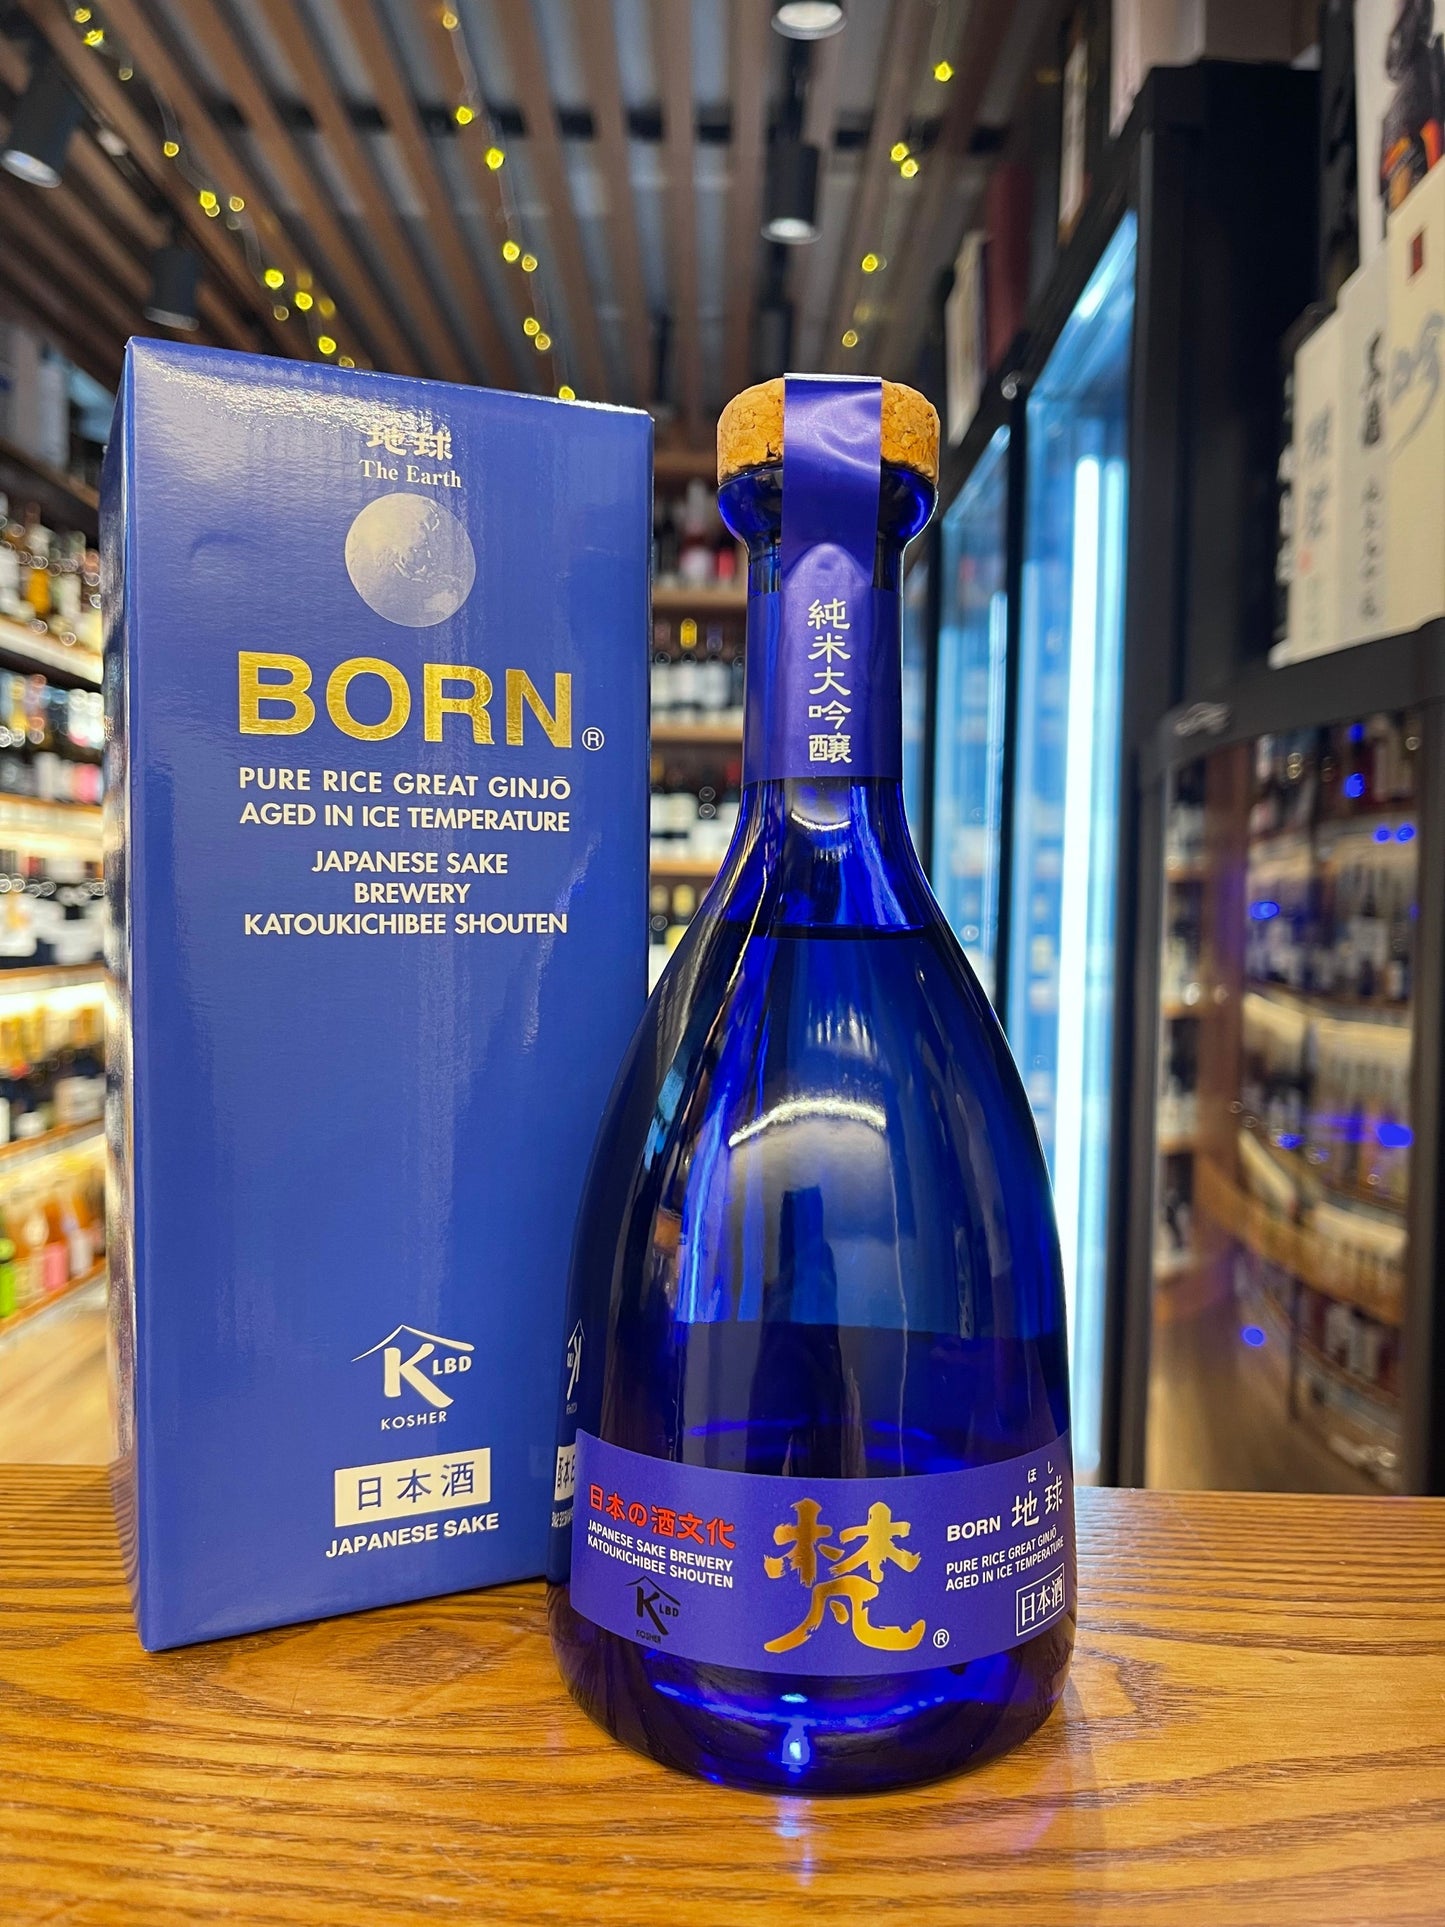 地球
The Earth
BORN®
PURE RICE GREAT GINJŌ
AGED IN ICE TEMPERATURE
JAPANESE SAKE
BREWERY
KATOUKICHIBEE SHOUTEN
K LBD
KOSHER
日本酒
JAPANESE SAKE
純米大吟醸
日本の酒文化
JAPANESE SAKE BREWERY
KATOUKICHIBEE SHOUTEN
K LBD
KOSHER
梵®
ほし
BORN 地球
PURE RICE GREAT GINJŌ
AGED IN ICE TEMPERATURE
日本酒